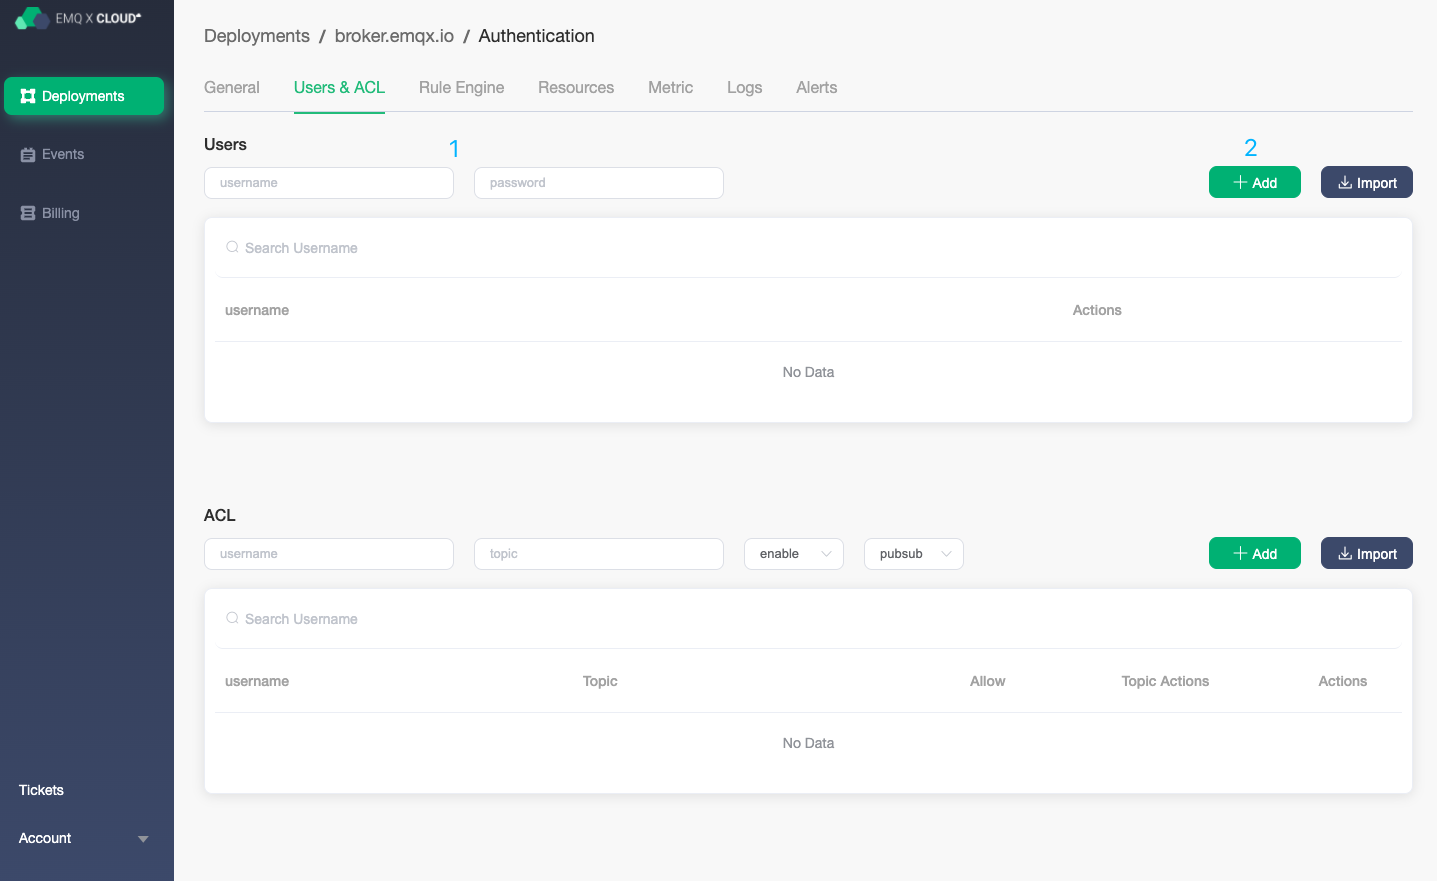 EMQ X CLOUD
Deployments / broker.emqx.io / Authentication
General Users & ACL Rule Engine Resources Metric Logs Alerts
Deployments
Events
Billing
Tickets
Account
Users
1
2
username password + Add Import
Search Username
username Actions
No Data
ACL
username topic enable pubsub + Add Import
Search Username
username Topic Allow Topic Actions Actions
No Data